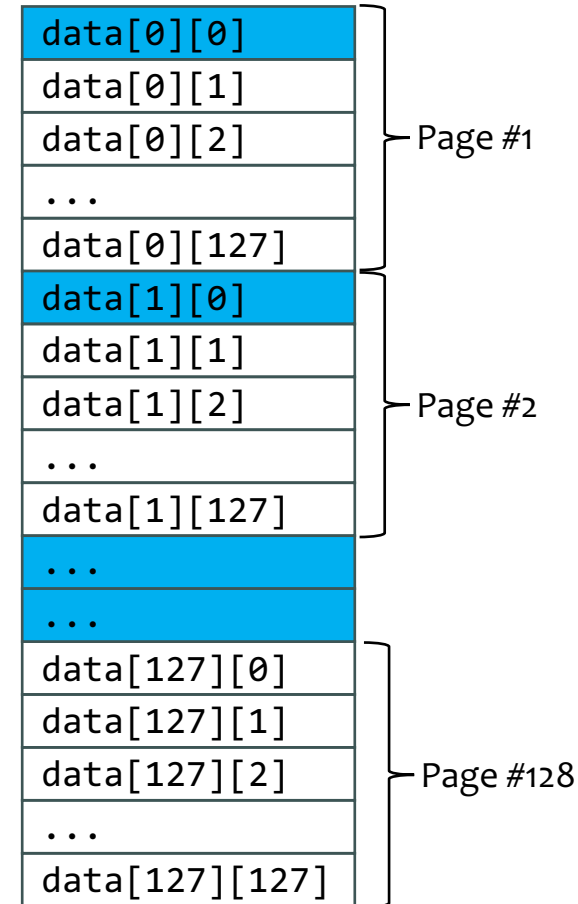 data[0][0]
data[0][1]
data[0][2]
...
data[0][127]
Page #1
data[1][0]
data[1][1]
data[1][2]
...
data[1][127]
Page #2
...
...
data[127][0]
data[127][1]
data[127][2]
...
data[127][127]
Page #128